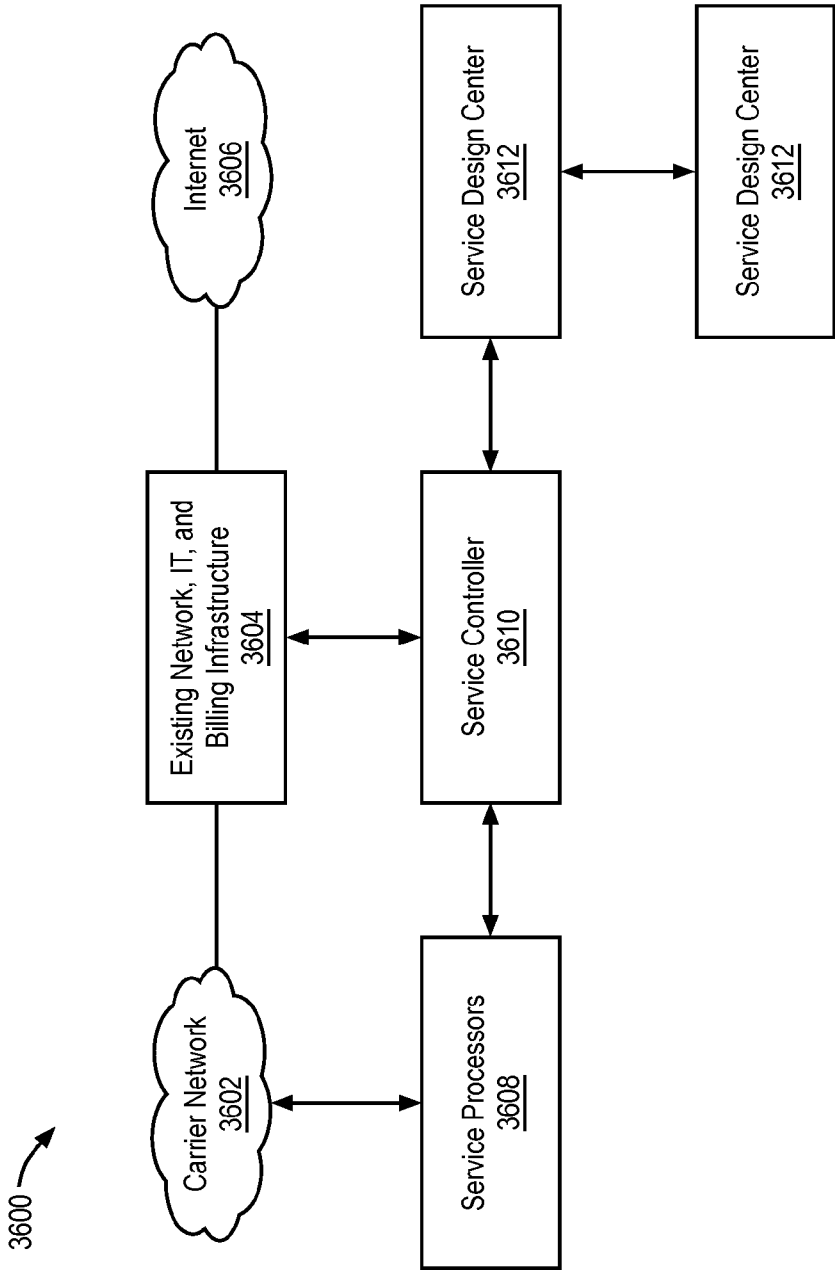 3600
Carrier Network
3602
Existing Network, IT, and
Billing Infrastructure
3604
Internet
3606
Service Processors
3608
Service Controller
3610
Service Design Center
3612
Service Design Center
3612